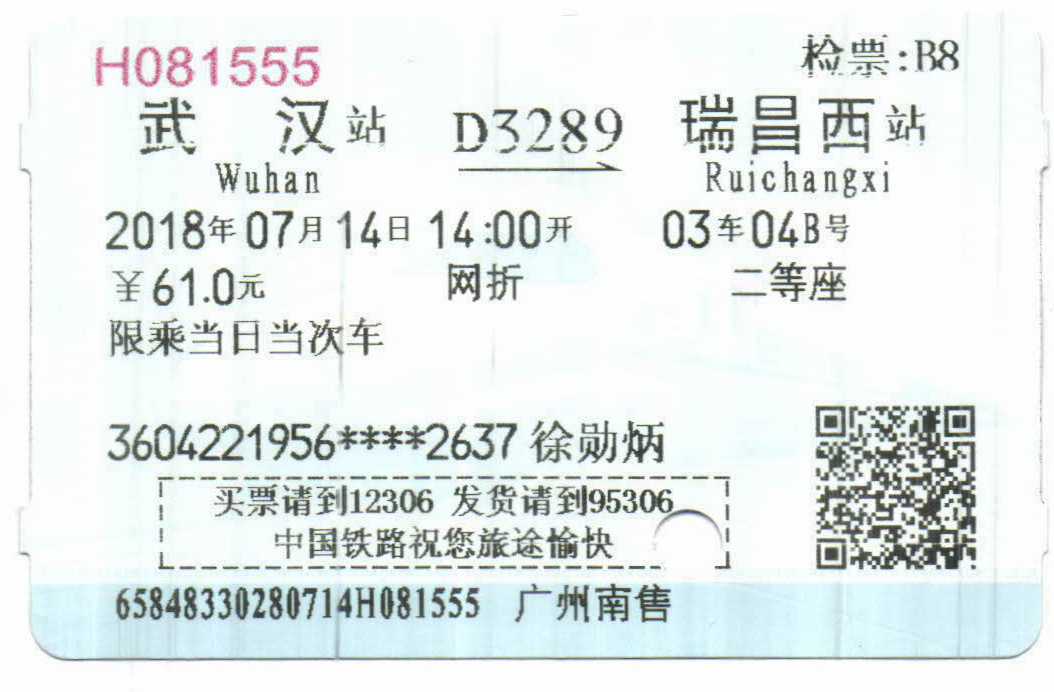 H081555 检票:B8
武汉站 D3289 瑞昌西站
Wuhan Ruichangxi
2018年07月14日 14:00开 03车04B号
￥61.0元 网折 二等座
限乘当日当次车
3604221956****2637 徐勋炳
买票请到12306 发货请到95306
中国铁路祝您旅途愉快
65848330280714H081555 广州南售